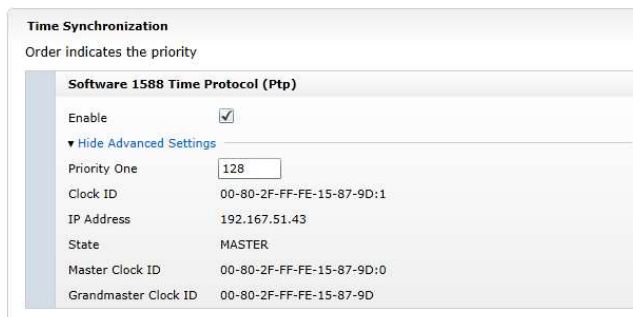 Time Synchronization
Order indicates the priority
Software 1588 Time Protocol (Ptp)
Enable
▾ Hide Advanced Settings
Priority One 128
Clock ID 00-80-2F-FF-FE-15-87-9D:1
IP Address 192.167.51.43
State MASTER
Master Clock ID 00-80-2F-FF-FE-15-87-9D:0
Grandmaster Clock ID 00-80-2F-FF-FE-15-87-9D